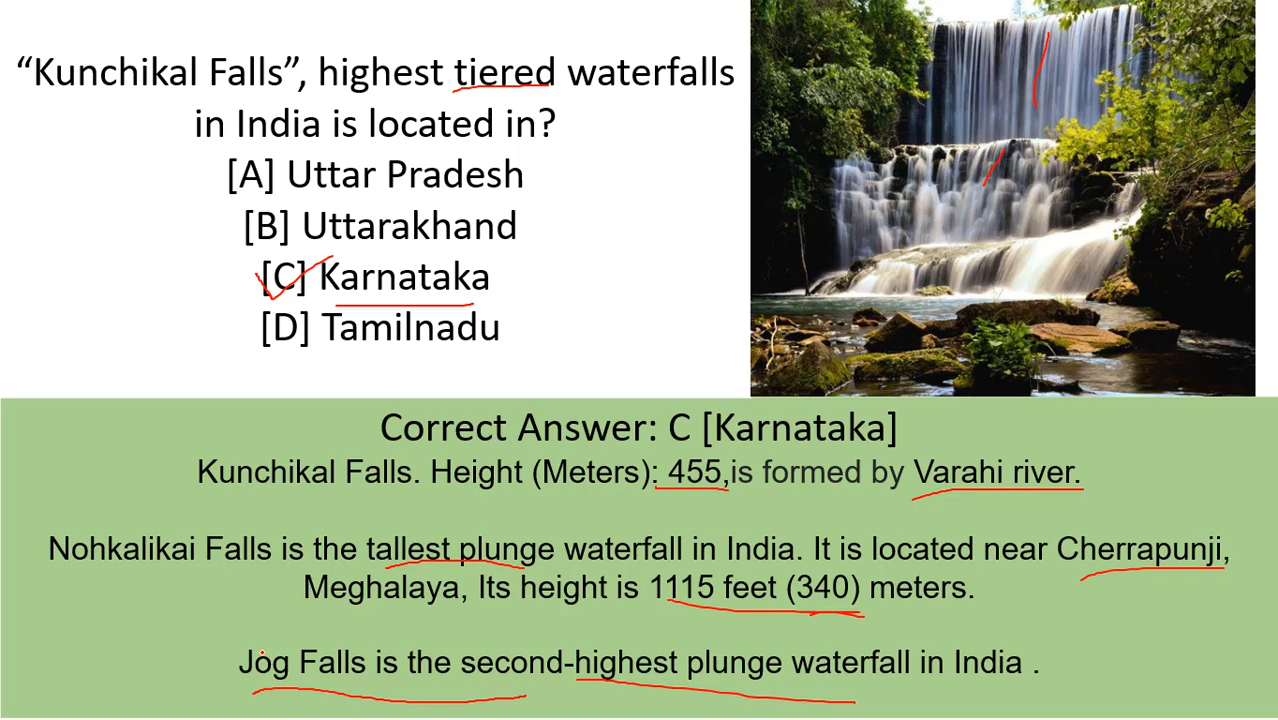 “Kunchikal Falls”, highest tiered waterfalls
in India is located in?
[A] Uttar Pradesh
[B] Uttarakhand
[C] Karnataka
[D] Tamilnadu
Correct Answer: C [Karnataka]
Kunchikal Falls. Height (Meters): 455,is formed by Varahi river.
Nohkalikai Falls is the tallest plunge waterfall in India. It is located near Cherrapunji,
Meghalaya, Its height is 1115 feet (340) meters.
Jog Falls is the second-highest plunge waterfall in India .